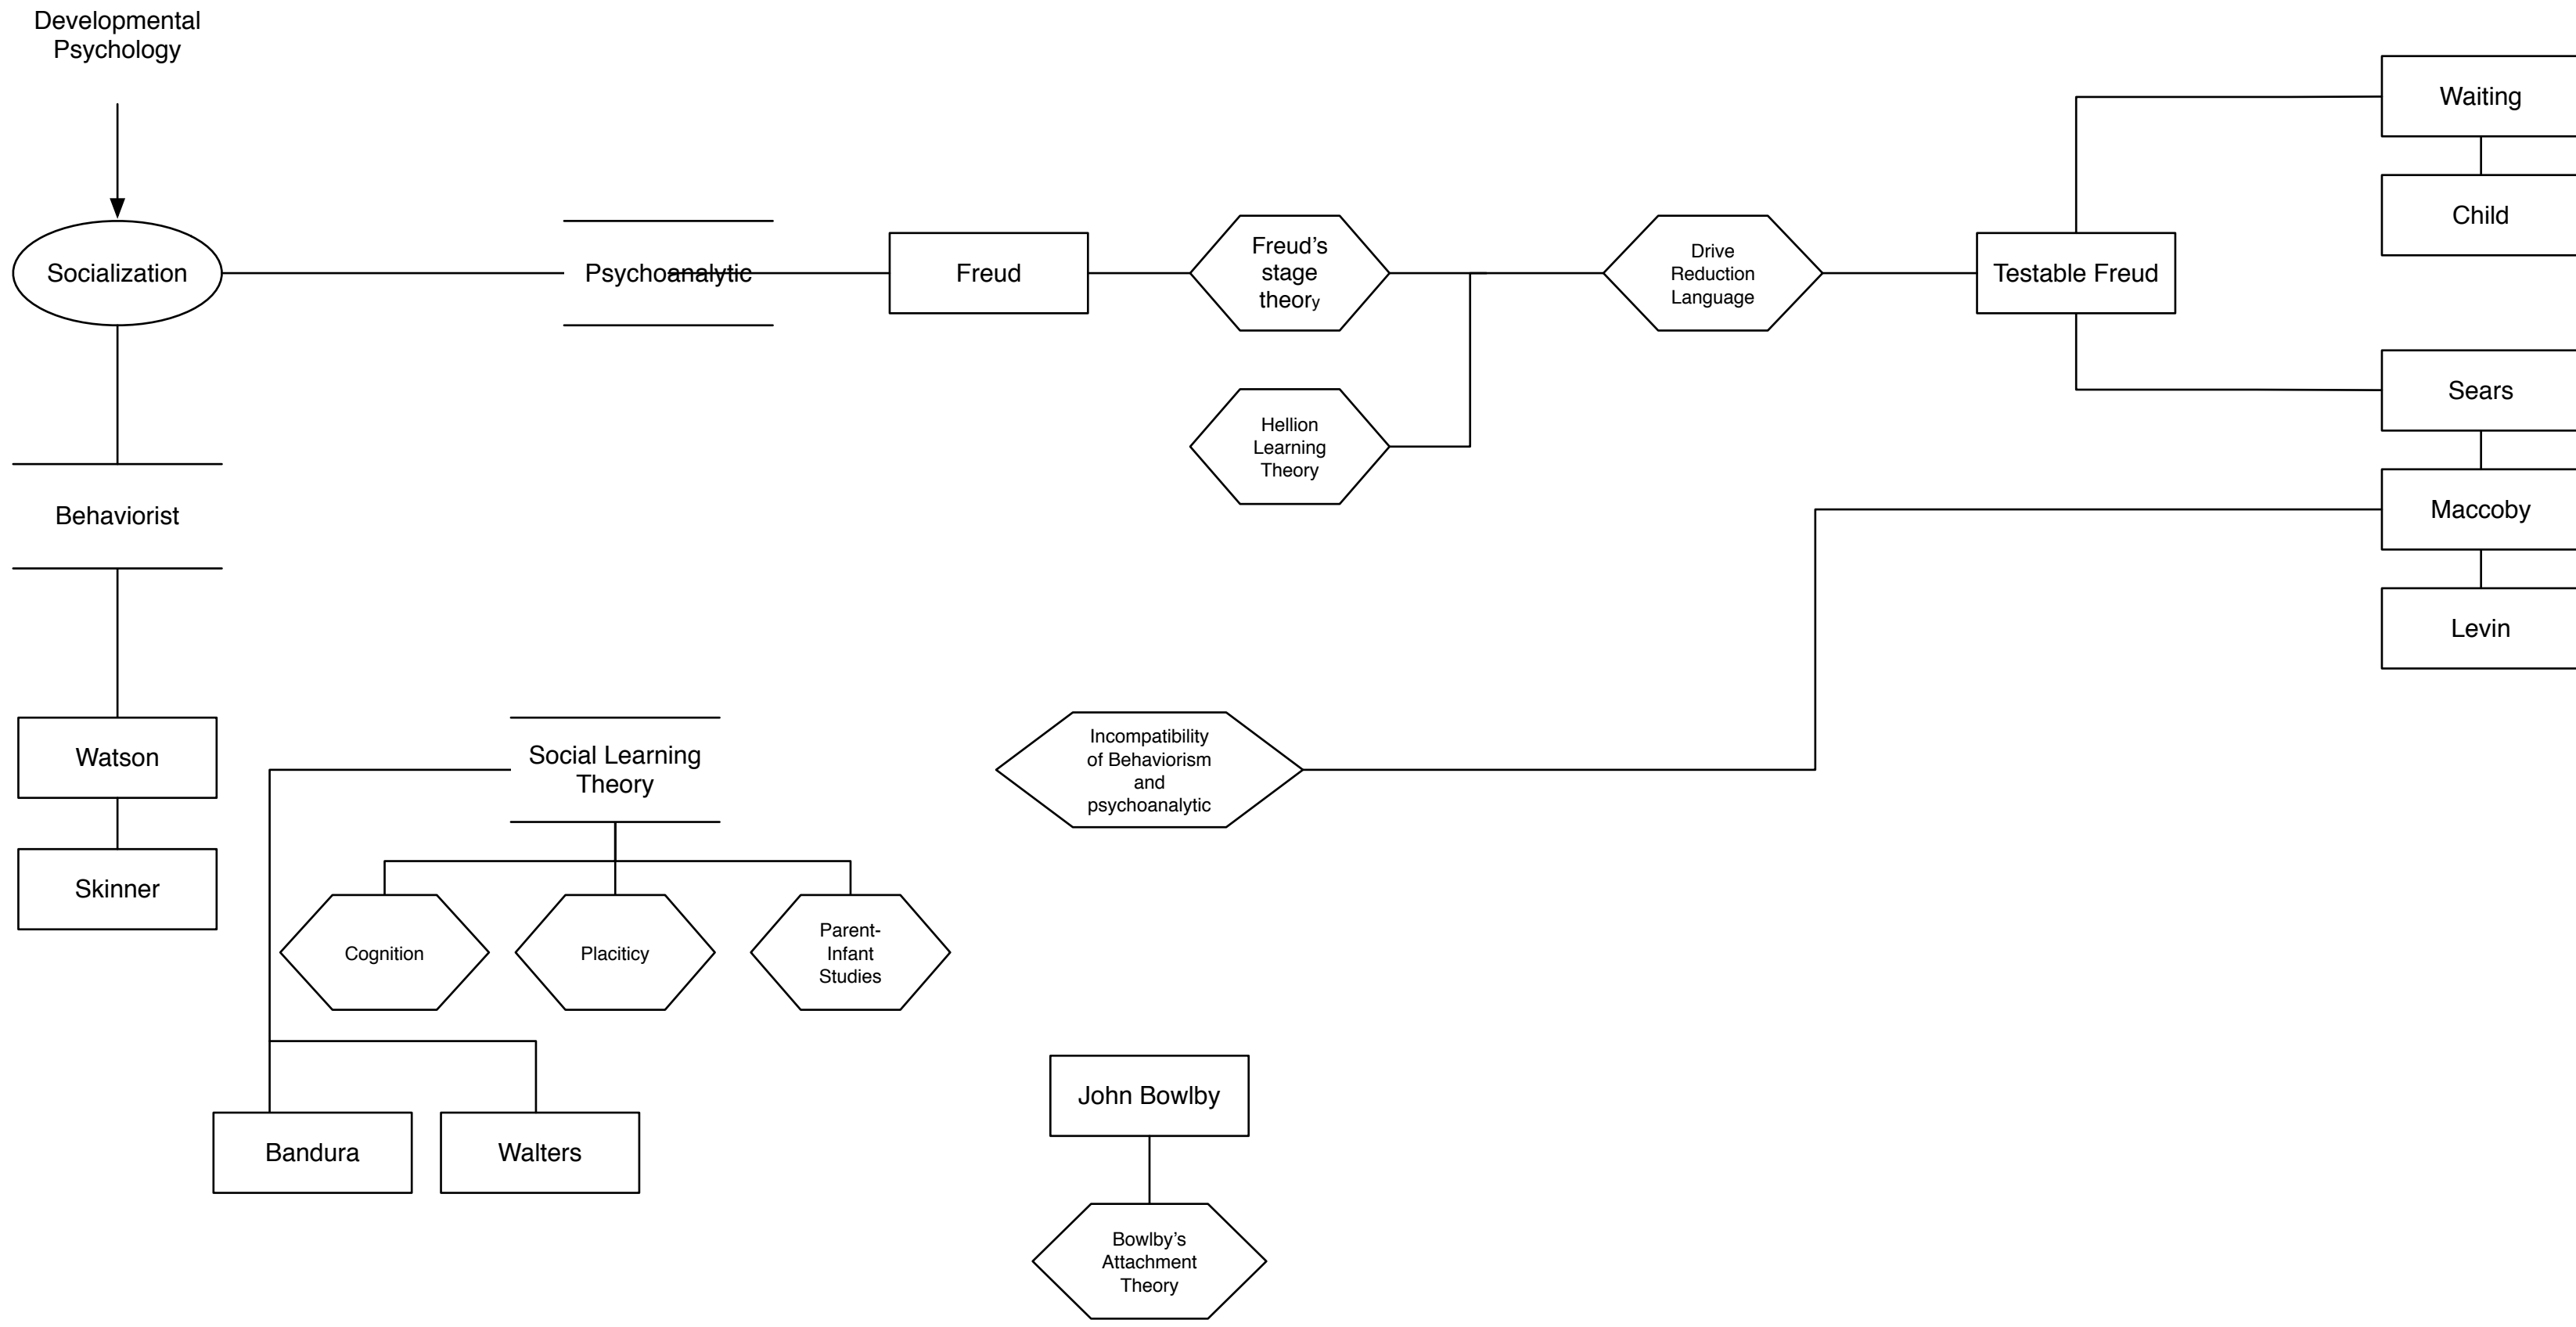 Developmental
Psychology
Waiting
Child
Socialization
Psychoanalytic
Freud
Freud's
stage
theory
Drive
Reduction
Language
Testable Freud
Sears
Hellion
Learning
Theory
Behaviorist
Maccoby
Levin
Watson
Social Learning
Theory
Incompatibility
of Behaviorism
and
psychoanalytic
Skinner
Cognition
Placiticy
Parent-
Infant
Studies
John Bowlby
Bandura
Walters
Bowlby's
Attachment
Theory